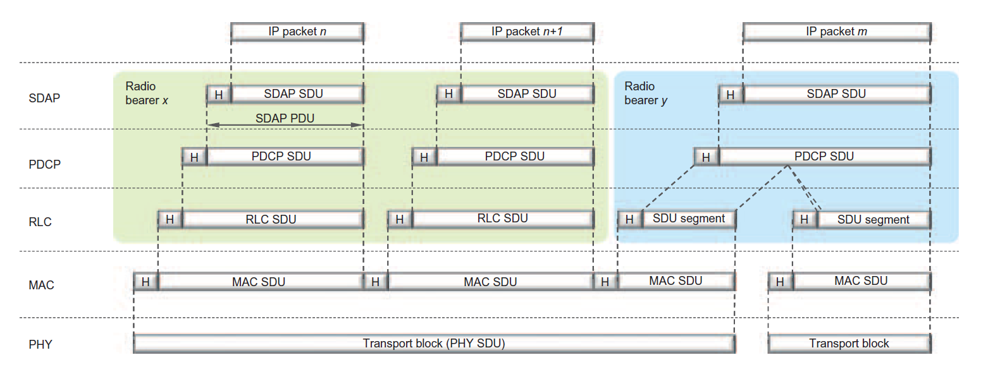 IP packet n
IP packet n+1
IP packet m
Radio
bearer x
Radio
bearer y
SDAP
H
SDAP SDU
H
SDAP SDU
H
SDAP SDU
SDAP PDU
PDCP
H
PDCP SDU
H
PDCP SDU
H
PDCP SDU
RLC
H
RLC SDU
H
RLC SDU
H
SDU segment
H
SDU segment
MAC
H
MAC SDU
H
MAC SDU
H
MAC SDU
H
MAC SDU
PHY
Transport block (PHY SDU)
Transport block